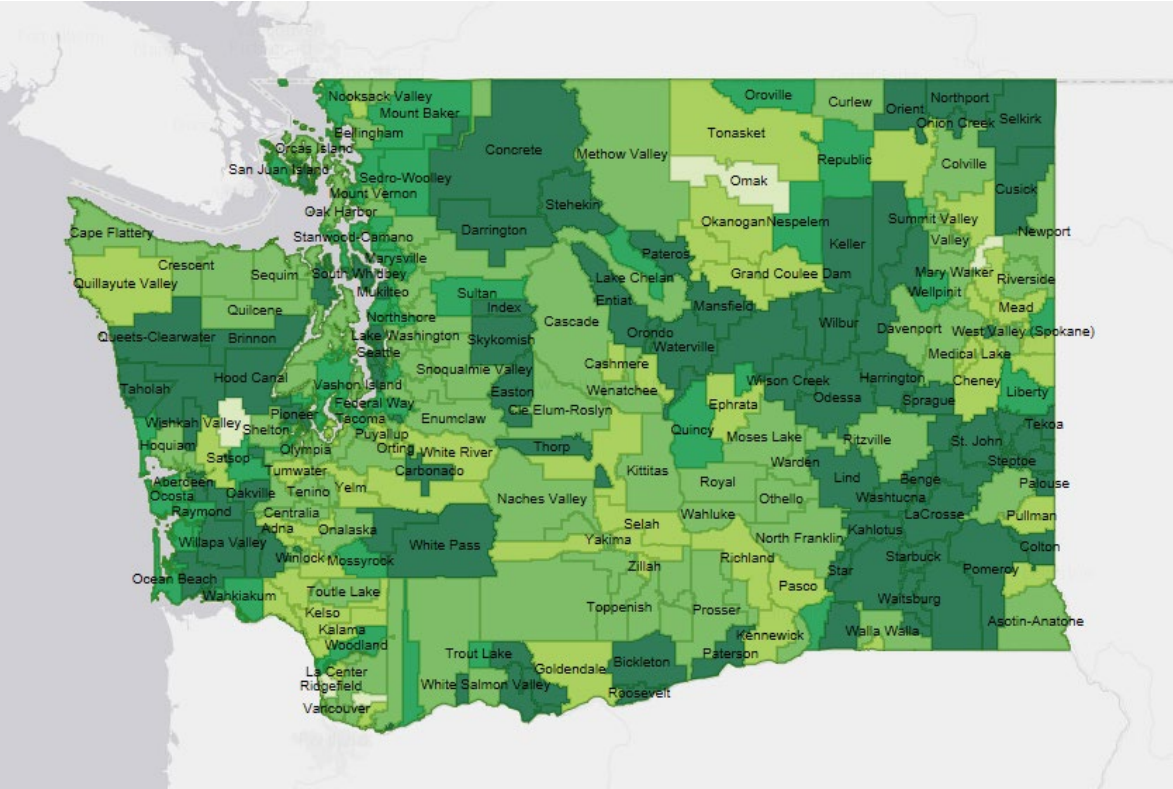 Nooksack Valley
Mount Baker
Bellingham
Orcas Island
San Juan Island
Sedro-Woolley
Mount Vernon
Oak Harbor
Stanwood-Camano
Marysville
South Whidbey
Mukilteo
Northshore
Lake Washington
Seattle
Concrete
Darrington
Sultan
Index
Skykomish
Snoqualmie Valley
Easton
Cle Elum-Roslyn
Enumclaw
Methow Valley
Stehekin
Pateros
Lake Chelan
Entiat
Cascade
Cashmere
Wenatchee
Orondo
Waterville
Mansfield
Oroville
Tonasket
Omak
Okanogan
Nespelem
Grand Coulee Dam
Curlew
Republic
Keller
Orient
Northport
Onion Creek
Selkirk
Colville
Cusick
Summit Valley
Valley
Newport
Mary Walker
Wellpinit
Riverside
Mead
West Valley (Spokane)
Davenport
Medical Lake
Cheney
Liberty
Wilbur
Wilson Creek
Harrington
Odessa
Sprague
Ephrata
Quincy
Moses Lake
Ritzville
Warden
Lind
Benge
Washtucna
LaCrosse
St. John
Tekoa
Steptoe
Palouse
Pullman
Colton
Pomeroy
Kahlotus
Starbuck
Star
Waitsburg
Walla Walla
Asotin-Anatone
Cape Flattery
Crescent
Sequim
Quillayute Valley
Quilcene
Queets-Clearwater
Brinnon
Taholah
Hood Canal
Vashon Island
Federal Way
Tacoma
Pioneer
Wishkah Valley
Shelton
Hoquiam
Satsop
Olympia
Puyallup
Orting
White River
Carbonado
Tumwater
Aberdeen
Ocosta
Oakville
Tenino
Yelm
Raymond
Centralia
Adna
Onalaska
Willapa Valley
Winlock
Mossyrock
White Pass
Ocean Beach
Wahkiakum
Toutle Lake
Kelso
Kalama
Woodland
La Center
Ridgefield
Vancouver
Thorp
Kittitas
Naches Valley
Selah
Yakima
Zillah
Toppenish
Royal
Othello
Wahluke
North Franklin
Richland
Pasco
Prosser
Kennewick
Paterson
Trout Lake
White Salmon Valley
Goldendale
Bickleton
Roosevelt